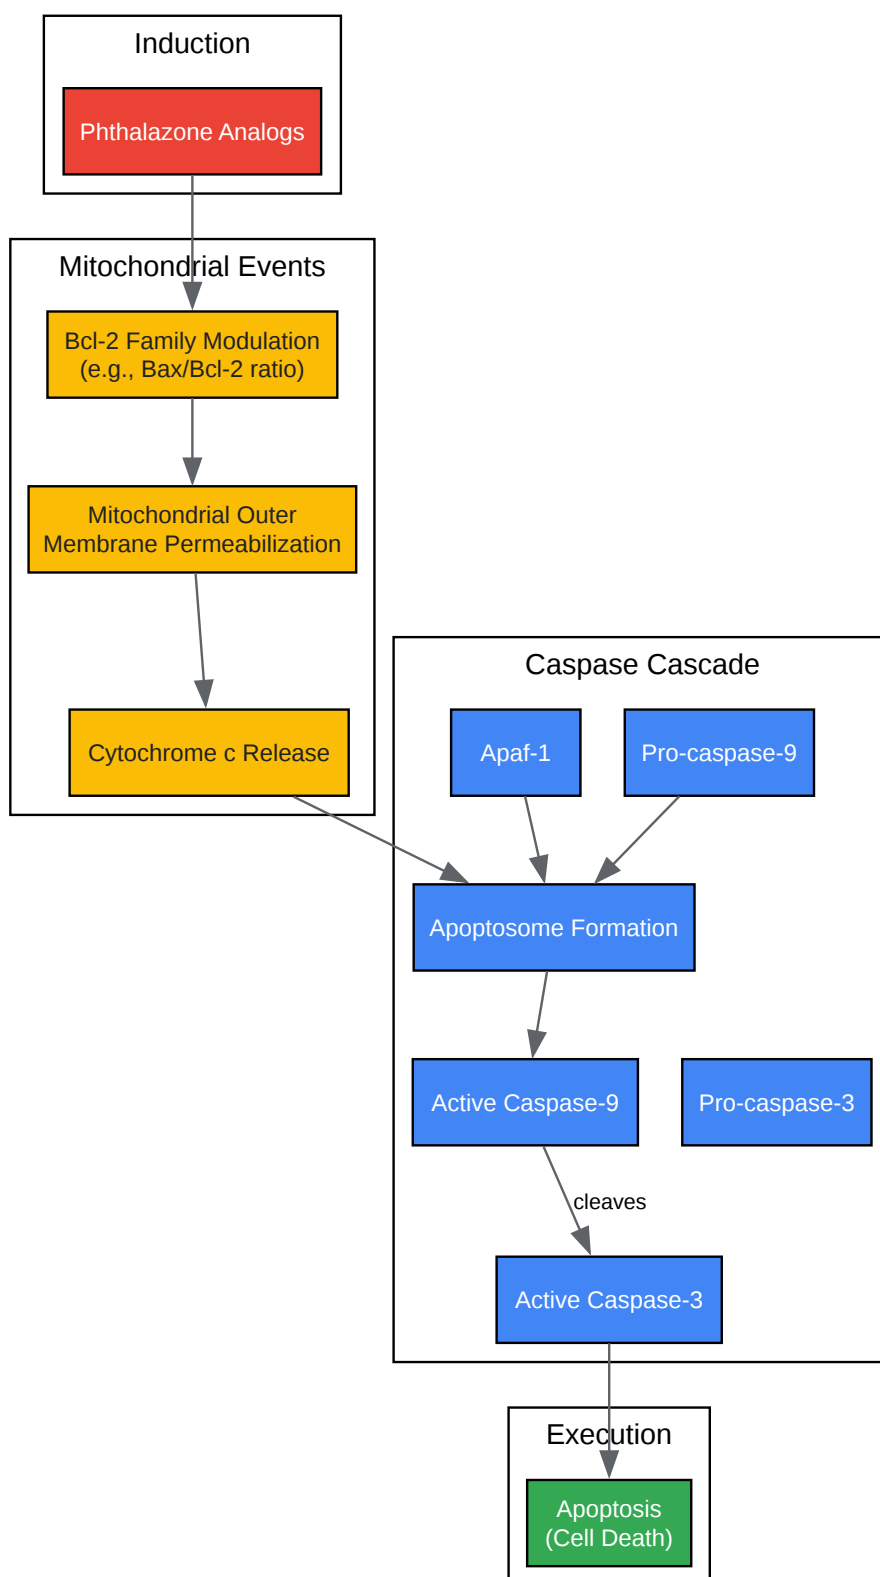 Induction
Phthalazone Analogs
Mitochondrial Events
Bcl-2 Family Modulation
(e.g., Bax/Bcl-2 ratio)
Mitochondrial Outer
Membrane Permeabilization
Cytochrome c Release
Caspase Cascade
Apaf-1
Pro-caspase-9
Apoptosome Formation
Active Caspase-9
Pro-caspase-3
cleaves
Active Caspase-3
Execution
Apoptosis
(Cell Death)